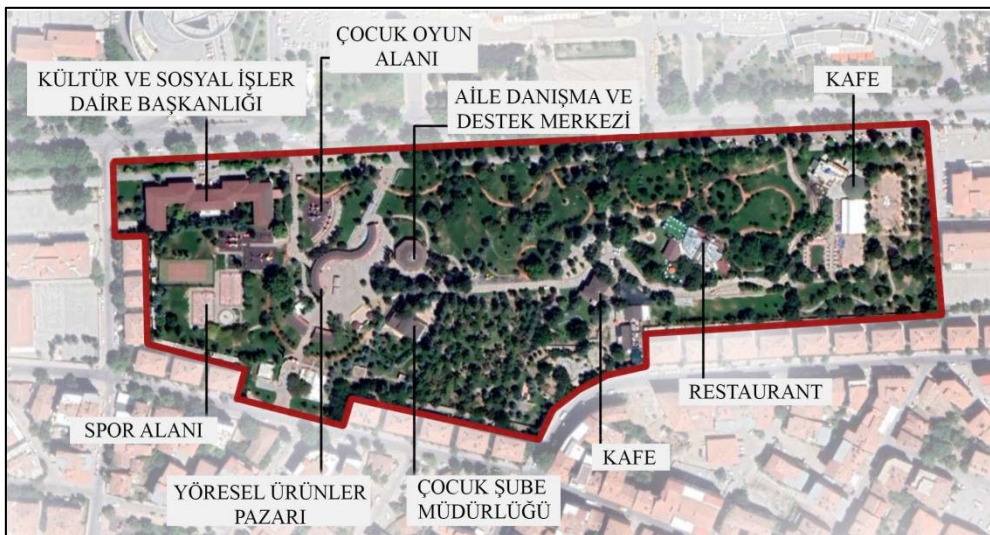 ÇOCUK OYUN
ALANI
KÜLTÜR VE SOSYAL İŞLER
DAİRE BAŞKANLIĞI
AİLE DANIŞMA VE
DESTEK MERKEZİ
KAFE
SPOR ALANI
YÖRESEL ÜRÜNLER
PAZARI
ÇOCUK ŞUBE
MÜDÜRLÜĞÜ
KAFE
RESTAURANT